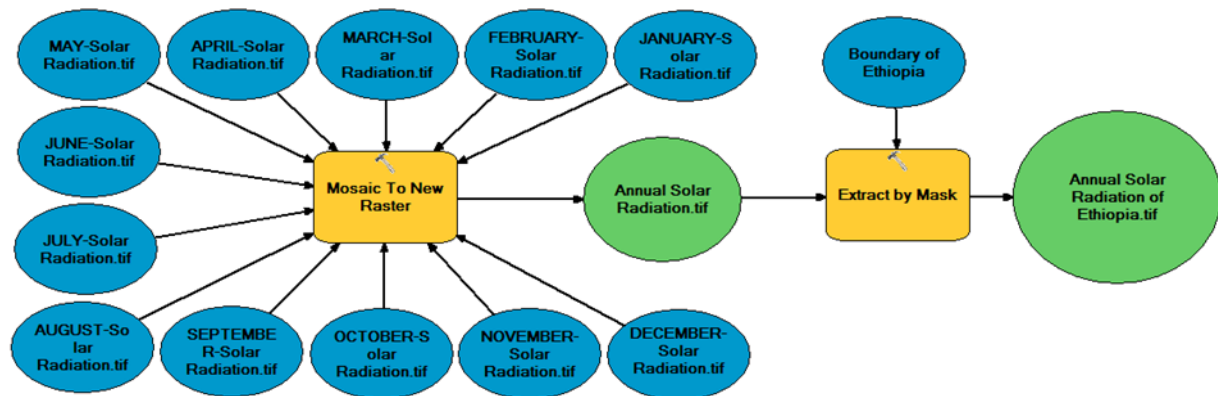 MAY-Solar
Radiation.tif
APRIL-Solar
Radiation.tif
MARCH-Sol
ar
Radiation.tif
FEBRUARY-
Solar
Radiation.tif
JANUARY-S
olar
Radiation.tif
Boundary of
Ethiopia
JUNE-Solar
Radiation.tif
Mosaic To New
Raster
Annual Solar
Radiation.tif
Extract by Mask
Annual Solar
Radiation of
Ethiopia.tif
JULY-Solar
Radiation.tif
AUGUST-So
lar
Radiation.tif
SEPTEMBE
R-Solar
Radiation.tif
OCTOBER-S
olar
Radiation.tif
NOVEMBER-
Solar
Radiation.tif
DECEMBER-
Solar
Radiation.tif